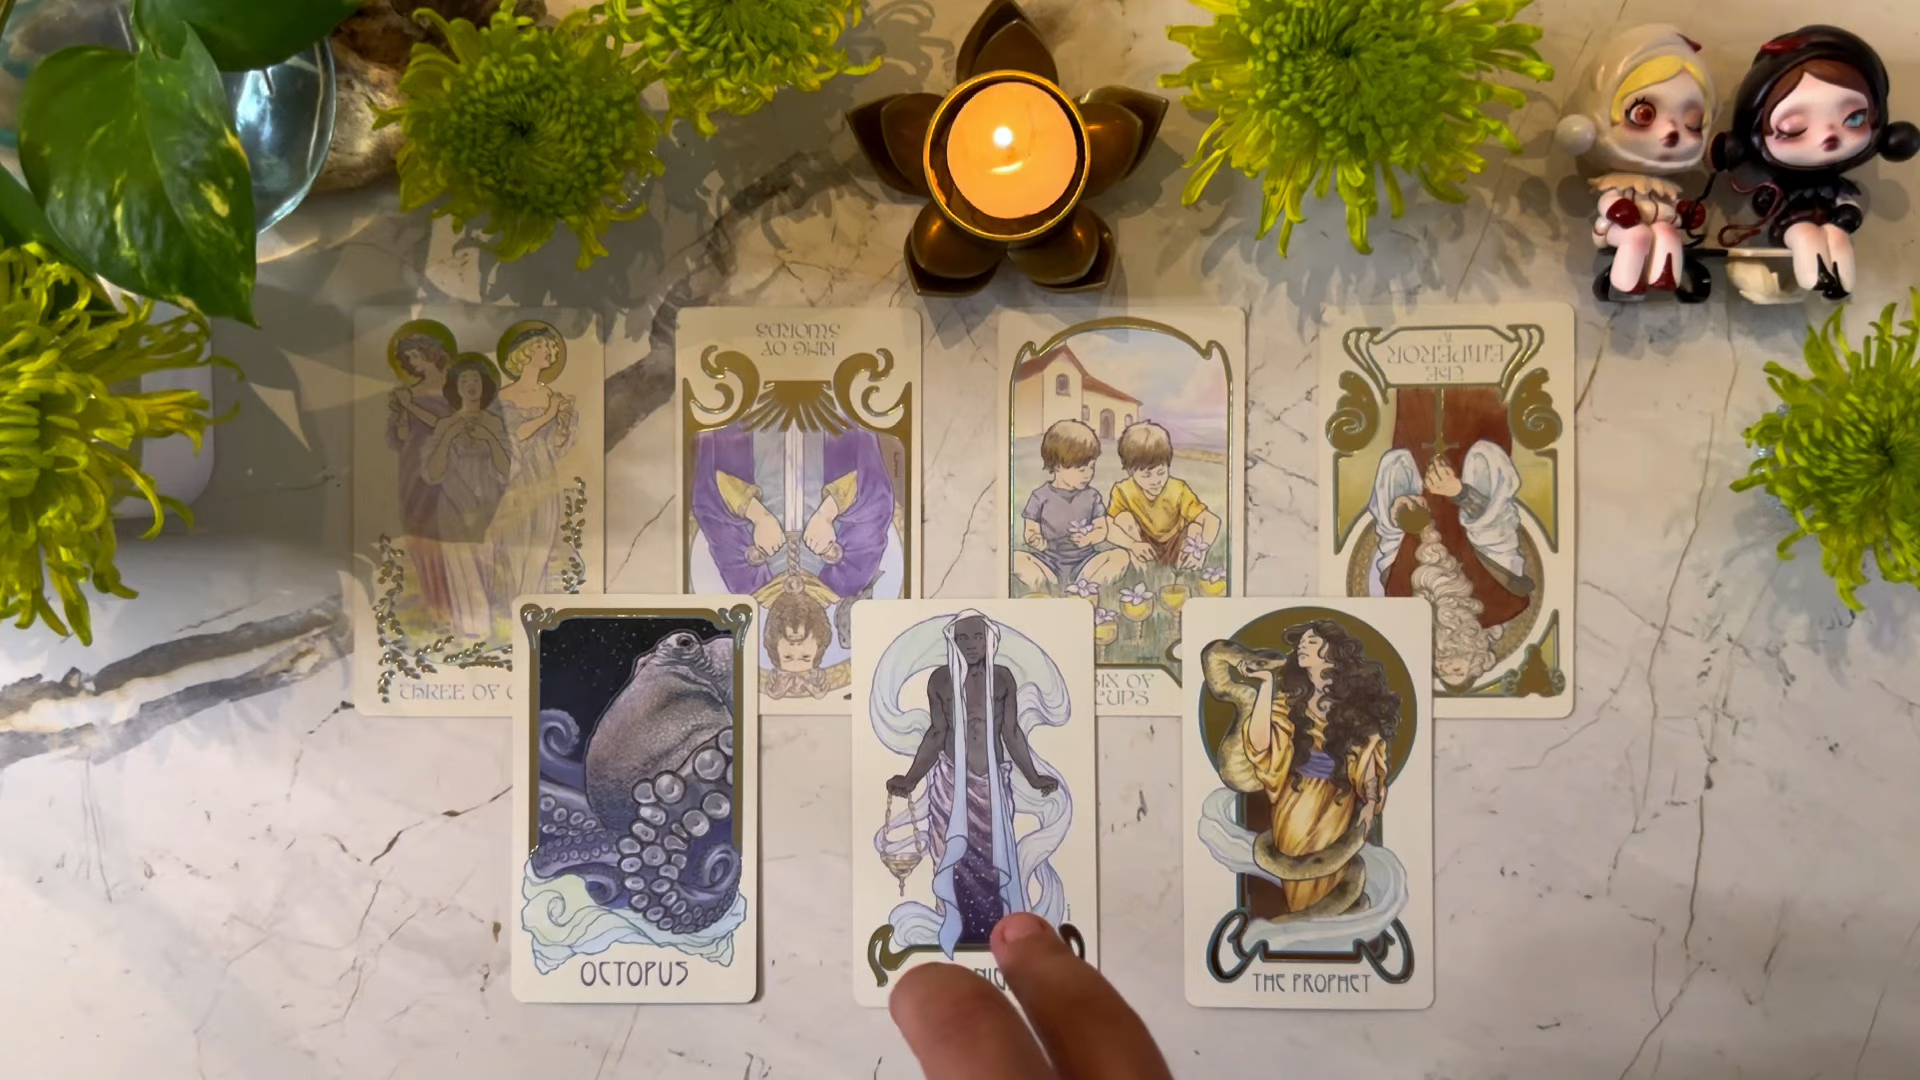 THREE OF
KING OF
SWORDS
SIX OF
CUPS
THE
EMPEROR
OCTOPUS
THE PROPHET